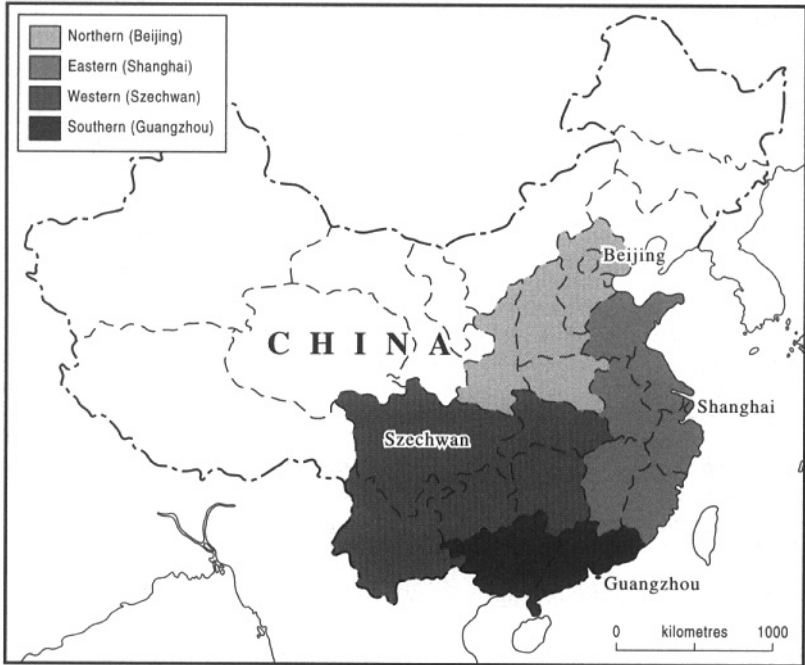 Northern (Beijing)
Eastern (Shanghai)
Western (Szechwan)
Southern (Guangzhou)
Beijing
CHINA
Shanghai
Szechwan
Guangzhou
0 kilometres 1000